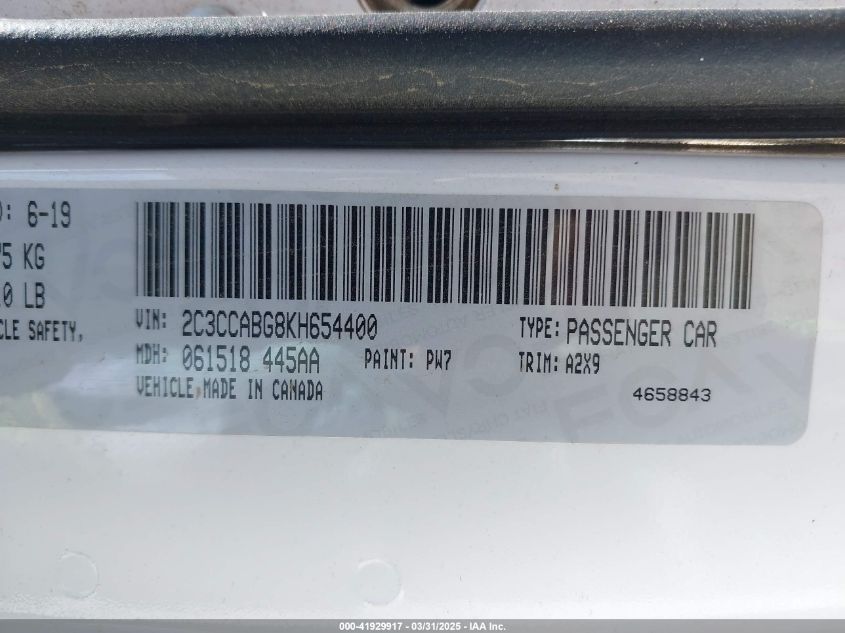 : 6-19
75 KG
0 LB
CLE SAFETY,
VIN: 2C3CCABG8KH654400 TYPE: PASSENGER CAR
MDH: 061518 445AA PAINT: PW7 TRIM: A2X9
VEHICLE MADE IN CANADA 4658843
000-41929917 - 03/31/2025 - IAA Inc.